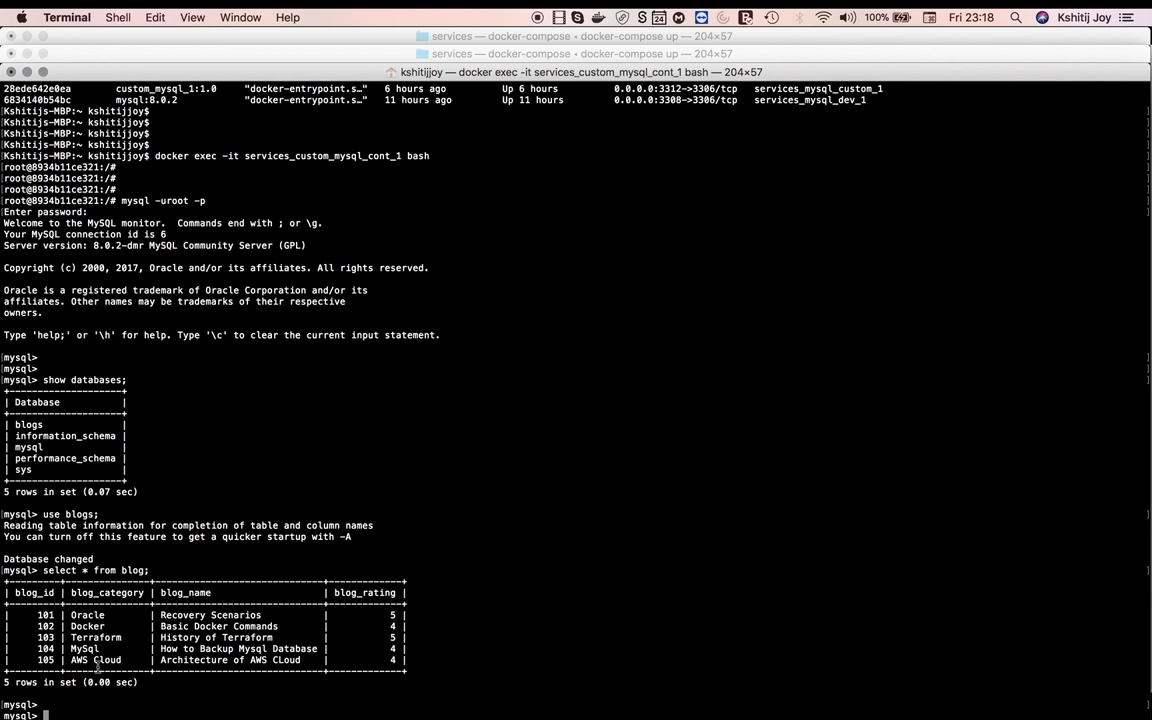 Terminal Shell Edit View Window Help 24 100% Fri 23:18 Kshitij Joy
services — docker-compose • docker-compose up — 204×57
services — docker-compose • docker-compose up — 204×57
kshitijjoy — docker exec -it services_custom_mysql_cont_1 bash — 204×57
28ede642e0ea custom_mysql_1:1.0 "docker-entrypoint.s…" 6 hours ago Up 6 hours 0.0.0.0:3312->3306/tcp services_mysql_custom_1
6834140b54bc mysql:8.0.2 "docker-entrypoint.s…" 11 hours ago Up 11 hours 0.0.0.0:3308->3306/tcp services_mysql_dev_1
[Kshitijs-MBP:~ kshitijjoy$
[Kshitijs-MBP:~ kshitijjoy$
[Kshitijs-MBP:~ kshitijjoy$
[Kshitijs-MBP:~ kshitijjoy$
[Kshitijs-MBP:~ kshitijjoy$ docker exec -it services_custom_mysql_cont_1 bash
[root@8934b11ce321:/#
[root@8934b11ce321:/#
[root@8934b11ce321:/#
[root@8934b11ce321:/# mysql -uroot -p
[Enter password:
Welcome to the MySQL monitor.  Commands end with ; or \g.
Your MySQL connection id is 6
Server version: 8.0.2-dmr MySQL Community Server (GPL)
Copyright (c) 2000, 2017, Oracle and/or its affiliates. All rights reserved.
Oracle is a registered trademark of Oracle Corporation and/or its
affiliates. Other names may be trademarks of their respective
owners.
Type 'help;' or '\h' for help. Type '\c' to clear the current input statement.
[mysql>
[mysql>
[mysql> show databases;
+--------------------+
| Database           |
+--------------------+
| blogs              |
| information_schema |
| mysql              |
| performance_schema |
| sys                |
+--------------------+
5 rows in set (0.07 sec)
[mysql> use blogs;
Reading table information for completion of table and column names
You can turn off this feature to get a quicker startup with -A
Database changed
[mysql> select * from blog;
+---------+---------------+------------------------------+-------------+
| blog_id | blog_category | blog_name                    | blog_rating |
+---------+---------------+------------------------------+-------------+
|     101 | Oracle        | Recovery Scenarios           |           5 |
|     102 | Docker        | Basic Docker Commands        |           4 |
|     103 | Terraform     | History of Terraform         |           5 |
|     104 | MySql         | How to Backup Mysql Database |           4 |
|     105 | AWS Cloud     | Architecture of AWS CLoud    |           4 |
+---------+---------------+------------------------------+-------------+
5 rows in set (0.00 sec)
[mysql>
mysql>